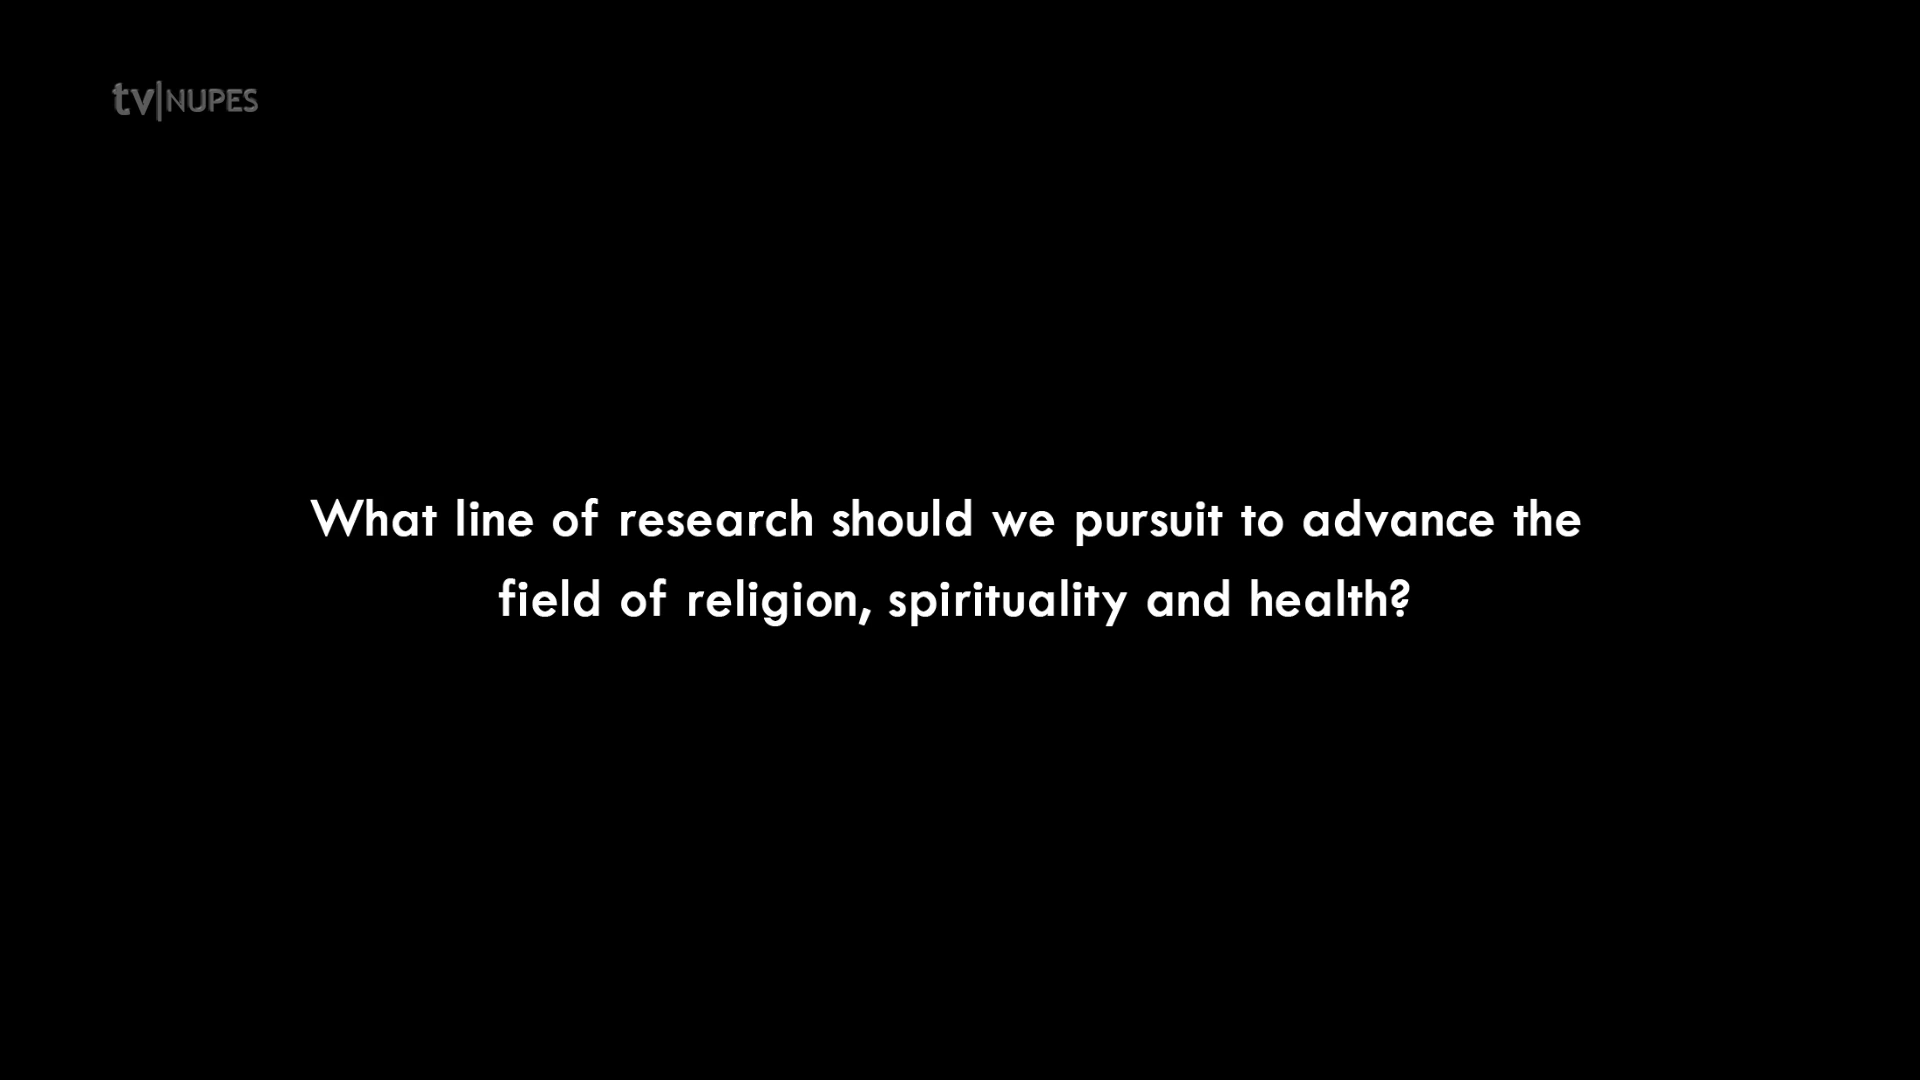 tv|NUPES
What line of research should we pursuit to advance the
field of religion, spirituality and health?